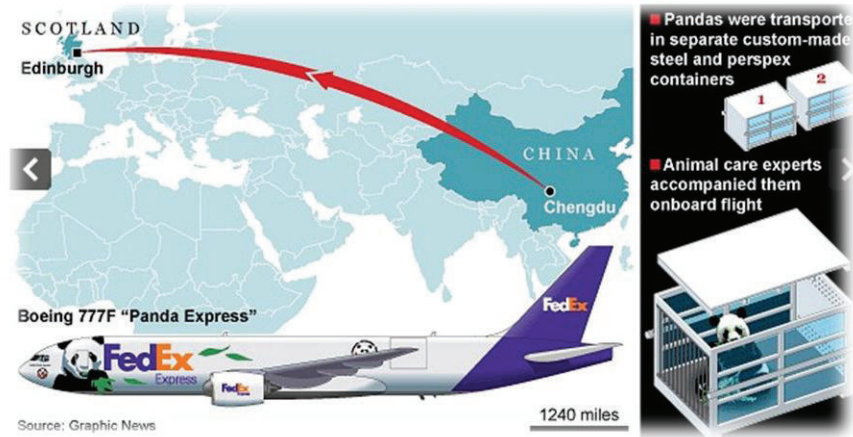 SCOTLAND
Edinburgh
CHINA
Chengdu
Boeing 777F “Panda Express”
FedEx
FedEx
Express
FedEx
1240 miles
Source: Graphic News
■ Pandas were transporte
in separate custom-made
steel and perspex
containers
1
2
■ Animal care experts
accompanied them
onboard flight